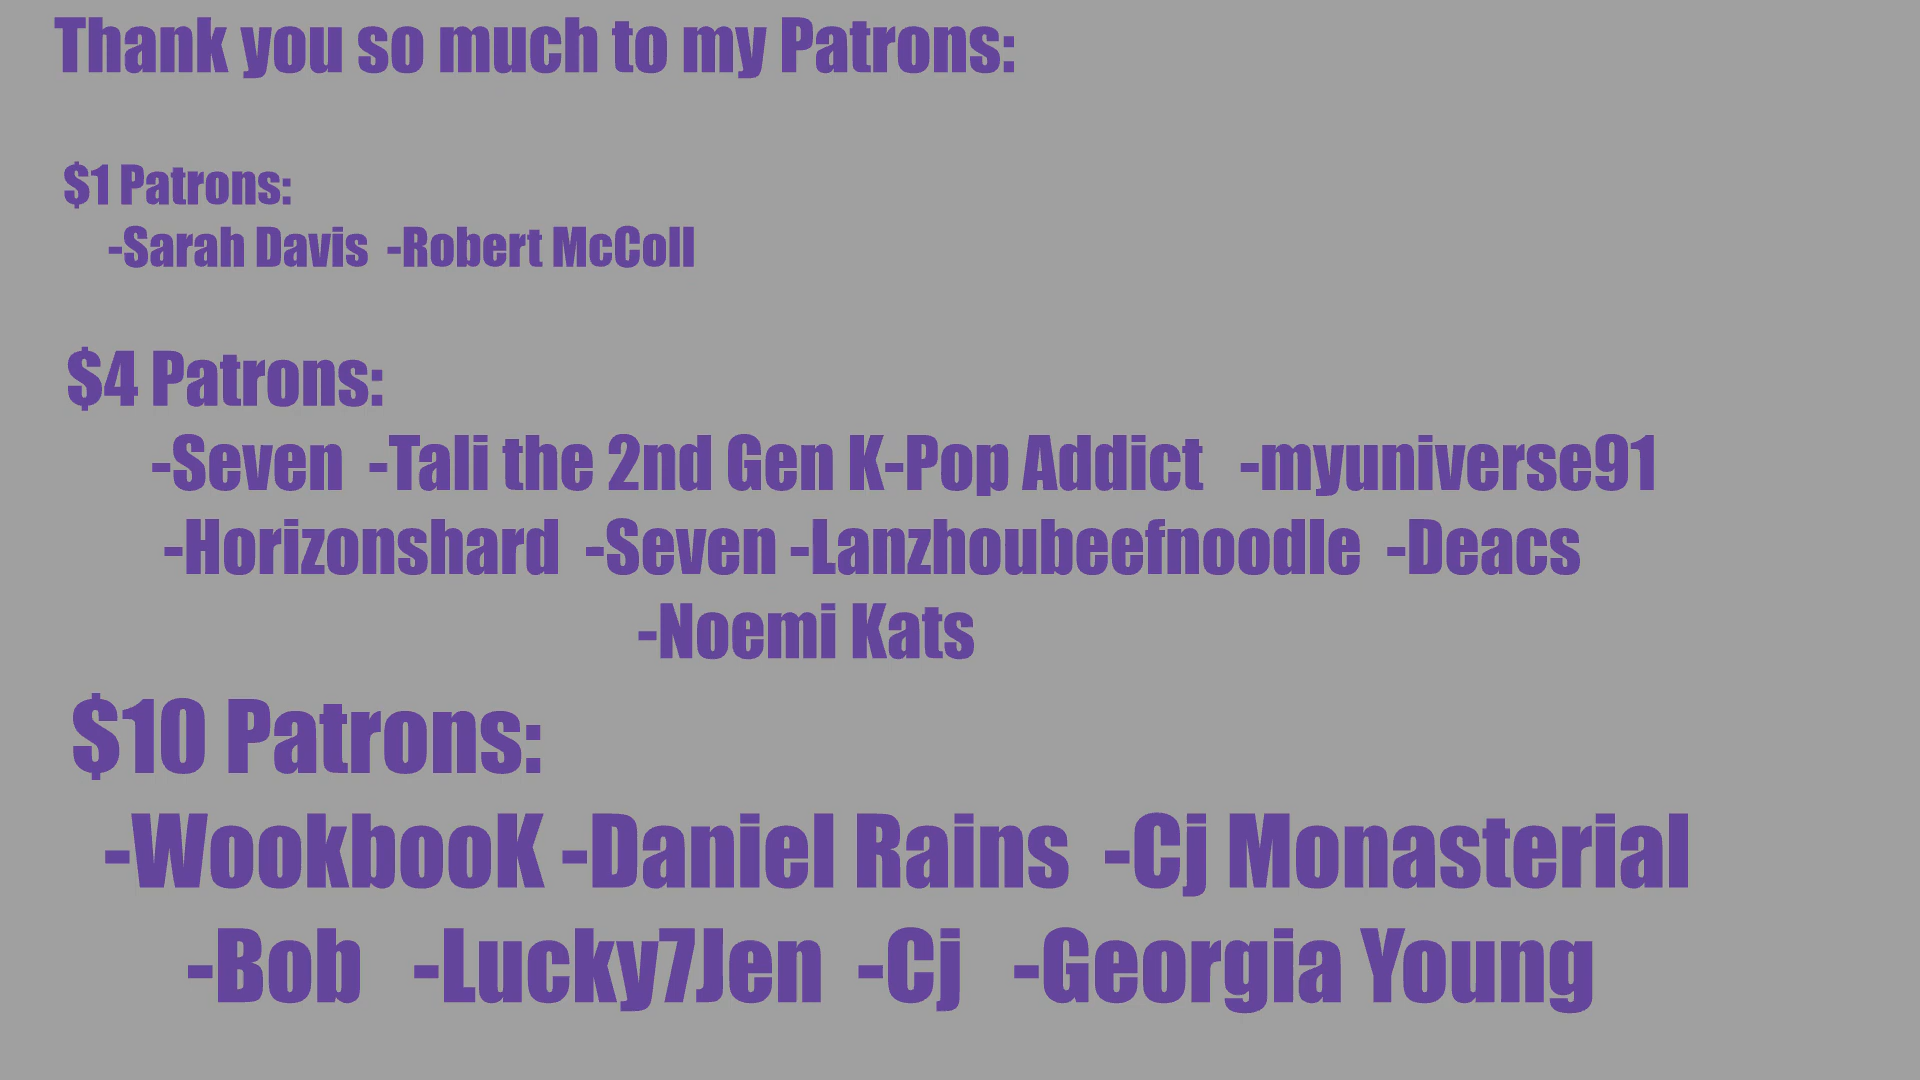 Thank you so much to my Patrons:
$1 Patrons:
-Sarah Davis -Robert McColl
$4 Patrons:
-Seven -Tali the 2nd Gen K-Pop Addict -myuniverse91
-Horizonshard -Seven -Lanzhoubeefnoodle -Deacs
-Noemi Kats
$10 Patrons:
-WookbooK -Daniel Rains -Cj Monasterial
-Bob -Lucky7Jen -Cj -Georgia Young